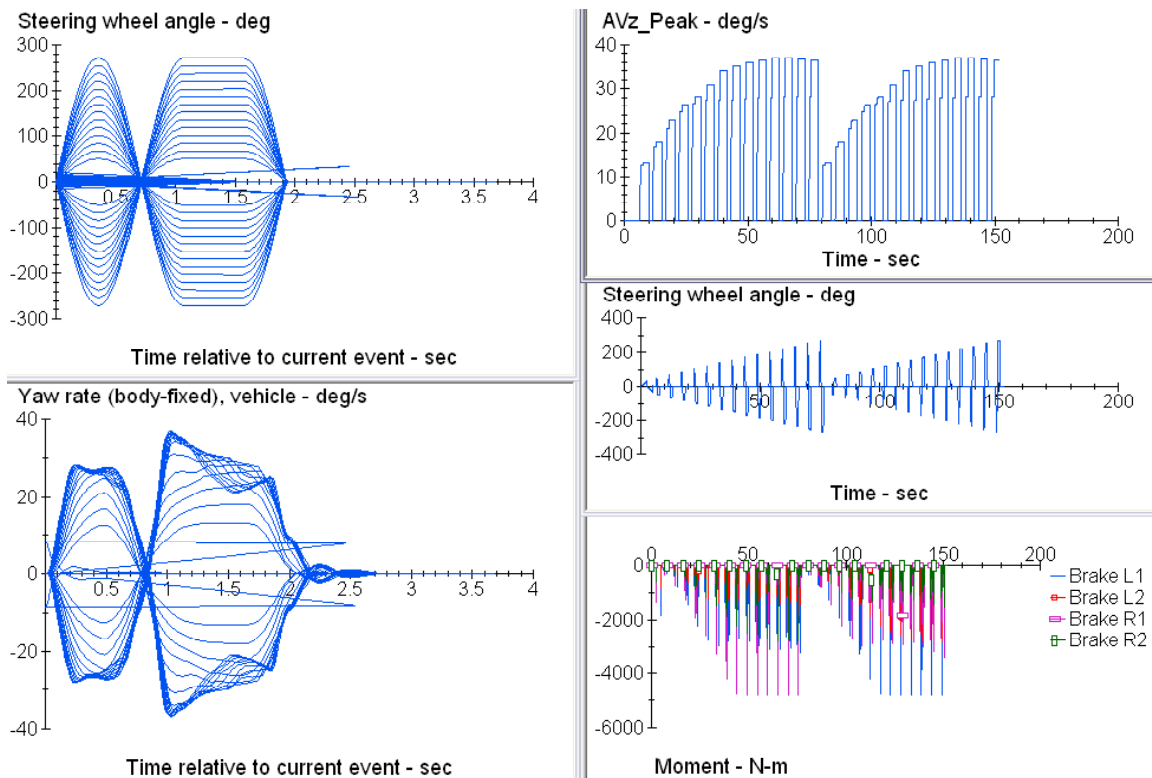 Steering wheel angle - deg
300
200
100
0
-100
-200
-300
0.5 1 1.5 2 2.5 3 3.5 4
Time relative to current event - sec
Yaw rate (body-fixed), vehicle - deg/s
40
20
0
-20
-40
0.5 1 1.5 2 2.5 3 3.5 4
Time relative to current event - sec
AVz_Peak - deg/s
40
30
20
10
0
0 50 100 150 200
Time - sec
Steering wheel angle - deg
400
200
0
-200
-400
50 100 150 200
Time - sec
0 50 100 150 200
0
-2000
-4000
-6000
Brake L1
Brake L2
Brake R1
Brake R2
Moment - N-m